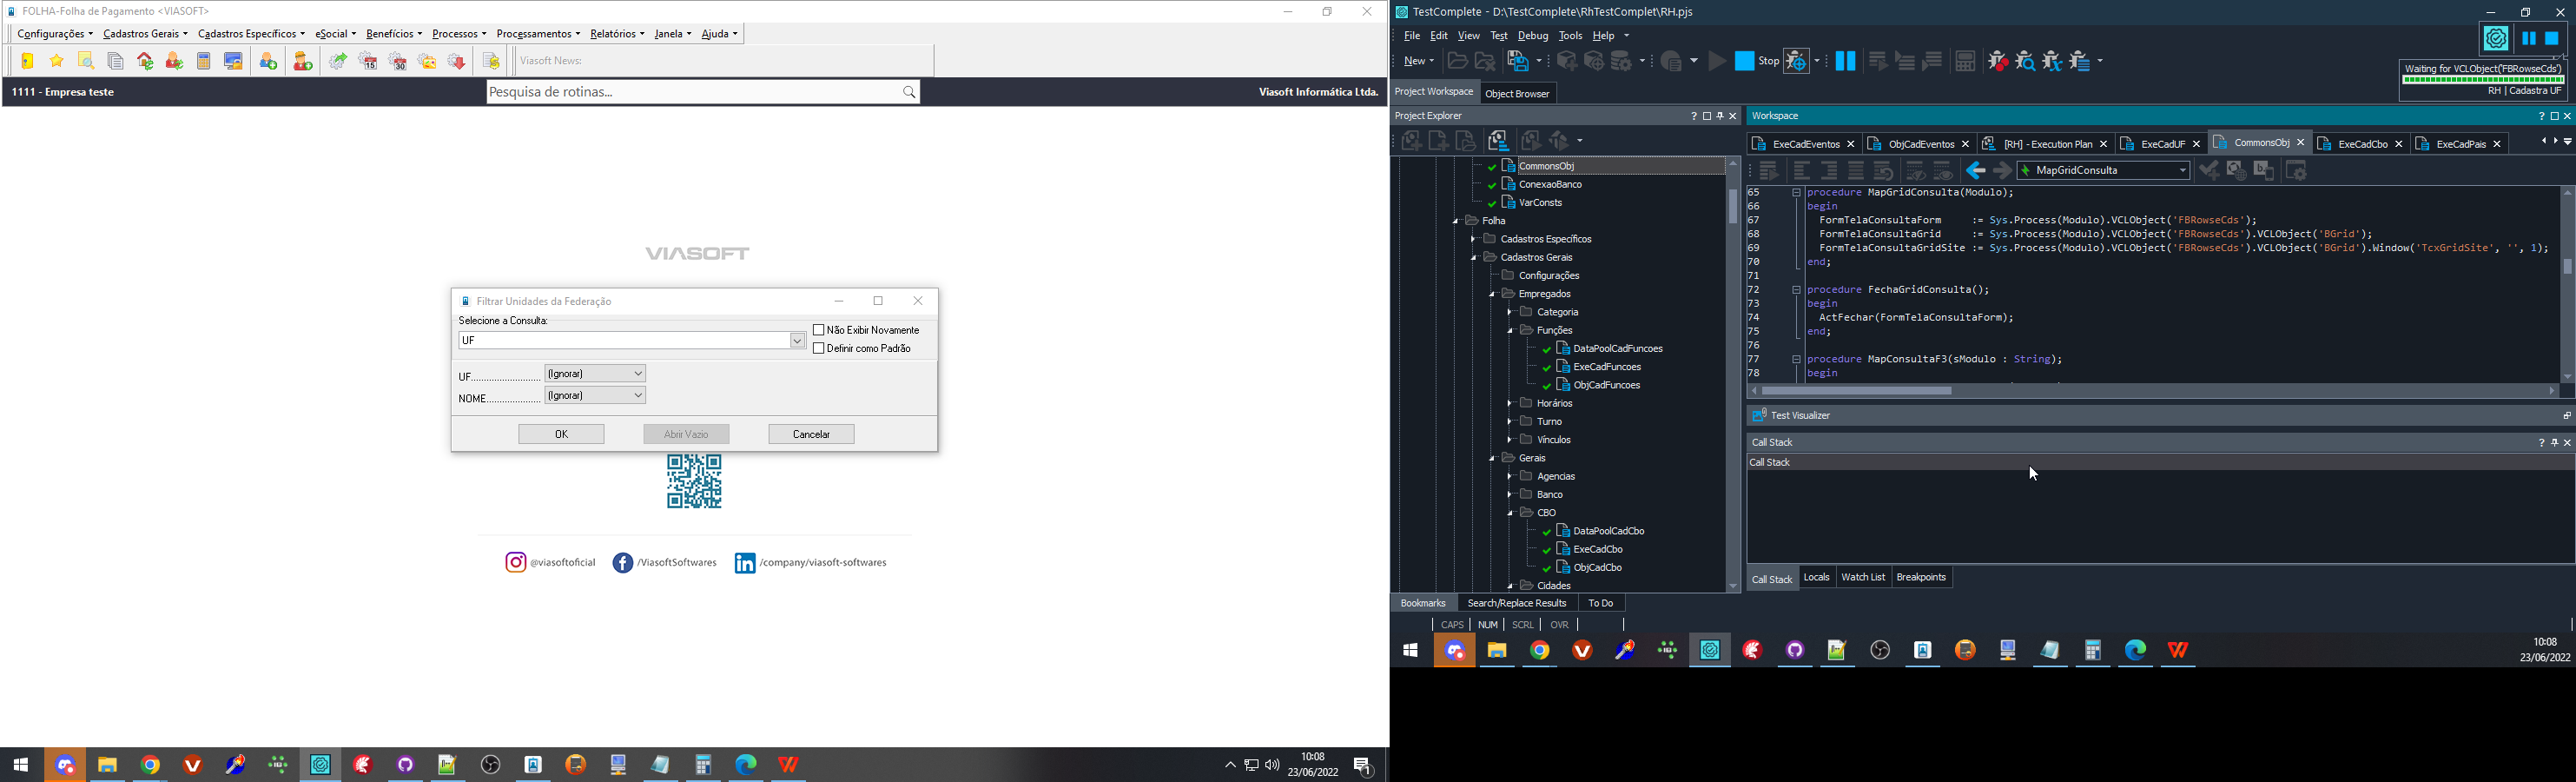 FOLHA-Folha de Pagamento <VIASOFT>
Configurações Cadastros Gerais Cadastros Específicos eSocial Benefícios Processos Processamentos Relatórios Janela Ajuda
15 30 Viasoft News:
1111 - Empresa teste Pesquisa de rotinas... Viasoft Informática Ltda.
VIASOFT
Filtrar Unidades da Federação
Selecione a Consulta:
UF
Não Exibir Novamente
Definir como Padrão
UF......................... (Ignorar)
NOME.................... (Ignorar)
OK Abrir Vazio Cancelar
@viasoftoficial /ViasoftSoftwares /company/viasoft-softwares
10:08
23/06/2022
1
TestComplete - D:\TestComplete\RhTestComplet\RH.pjs
File Edit View Test Debug Tools Help
New Stop
Waiting for VCLObject('FBRowseCds')
RH | Cadastra UF
Project Workspace Object Browser
Project Explorer
CommonsObj
ConexaoBanco
VarConsts
Folha
Cadastros Específicos
Cadastros Gerais
Configurações
Empregados
Categoria
Funções
DataPoolCadFuncoes
ExeCadFuncoes
ObjCadFuncoes
Horários
Turno
Vínculos
Gerais
Agencias
Banco
CBO
DataPoolCadCbo
ExeCadCbo
ObjCadCbo
Cidades
Workspace
ExeCadEventos ObjCadEventos [RH] - Execution Plan ExeCadUF CommonsObj ExeCadCbo ExeCadPais
MapGridConsulta
65 procedure MapGridConsulta(Modulo);
66 begin
67 FormTelaConsultaForm := Sys.Process(Modulo).VCLObject('FBRowseCds');
68 FormTelaConsultaGrid := Sys.Process(Modulo).VCLObject('FBRowseCds').VCLObject('BGrid');
69 FormTelaConsultaGridSite := Sys.Process(Modulo).VCLObject('FBRowseCds').VCLObject('BGrid').Window('TcxGridSite', '', 1);
70 end;
71
72 procedure FechaGridConsulta();
73 begin
74 ActFechar(FormTelaConsultaForm);
75 end;
76
77 procedure MapConsultaF3(sModulo : String);
78 begin
Test Visualizer
Call Stack
Call Stack
Call Stack Locals Watch List Breakpoints
Bookmarks Search/Replace Results To Do
CAPS NUM SCRL OVR
10:08
23/06/2022